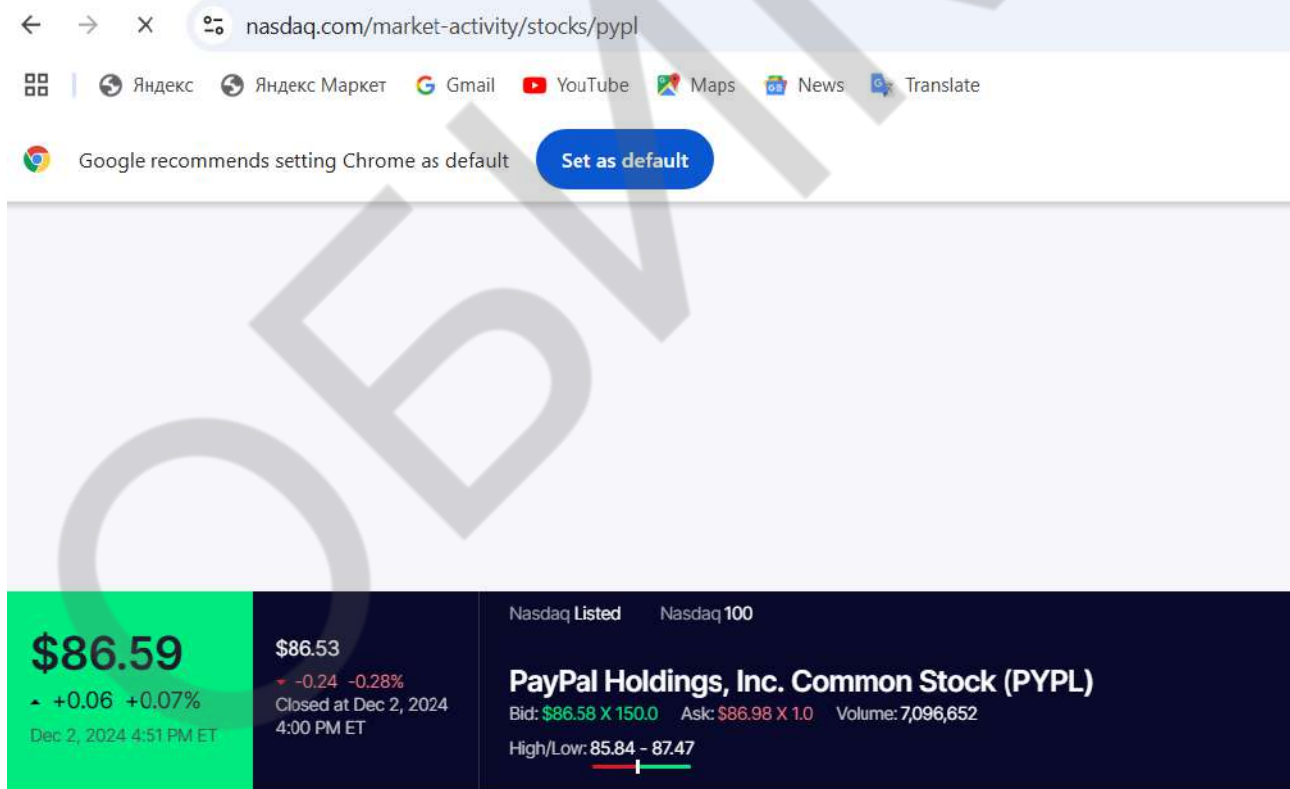 nasdaq.com/market-activity/stocks/pypl
Яндекс Яндекс Маркет Gmail YouTube Maps News Translate
Google recommends setting Chrome as default Set as default
Nasdaq Listed Nasdaq 100
$86.59
+0.06 +0.07%
Dec 2, 2024 4:51 PM ET
$86.53
-0.24 -0.28%
Closed at Dec 2, 2024
4:00 PM ET
PayPal Holdings, Inc. Common Stock (PYPL)
Bid: $86.58 X 150.0 Ask: $86.98 X 1.0 Volume: 7,096,652
High/Low: 85.84 - 87.47
ОБИ